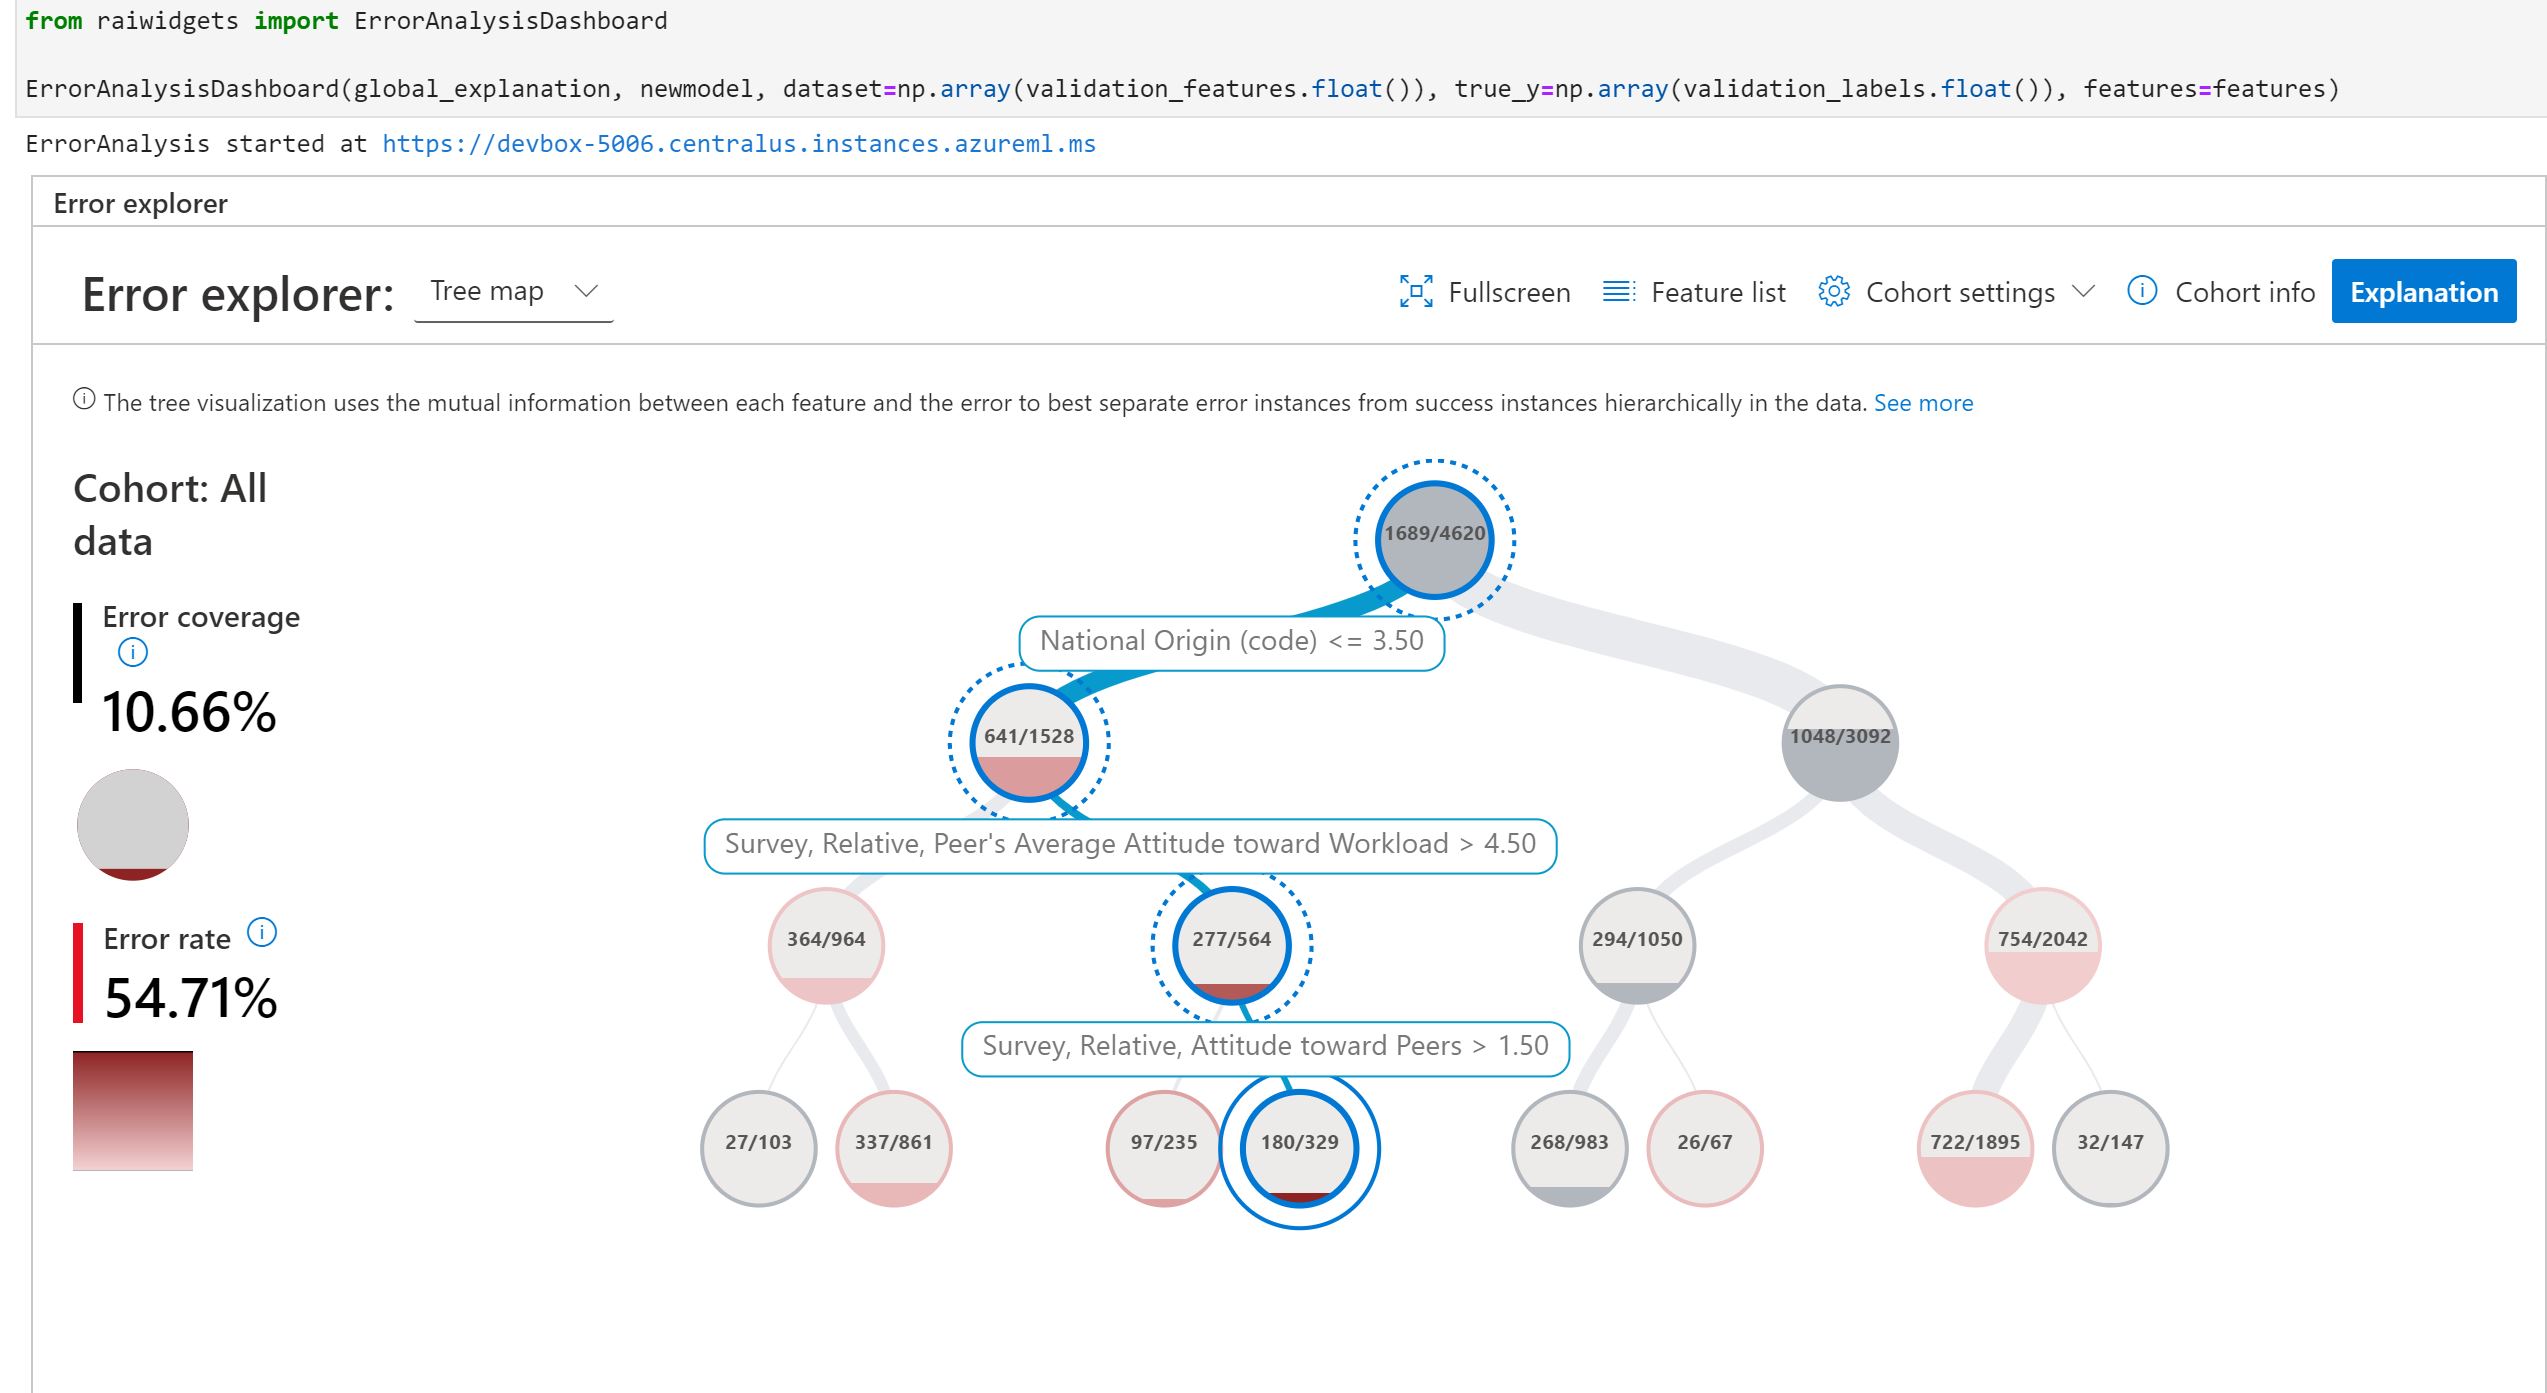 from raiwidgets import ErrorAnalysisDashboard
ErrorAnalysisDashboard(global_explanation, newmodel, dataset=np.array(validation_features.float()), true_y=np.array(validation_labels.float()), features=features)
ErrorAnalysis started at https://devbox-5006.centralus.instances.azureml.ms
Error explorer
Error explorer: Tree map Fullscreen Feature list Cohort settings Cohort info Explanation
The tree visualization uses the mutual information between each feature and the error to best separate error instances from success instances hierarchically in the data. See more
Cohort: All
data
Error coverage
10.66%
Error rate
54.71%
1689/4620
National Origin (code) <= 3.50
641/1528 1048/3092
Survey, Relative, Peer's Average Attitude toward Workload > 4.50
364/964 277/564 294/1050 754/2042
Survey, Relative, Attitude toward Peers > 1.50
27/103 337/861 97/235 180/329 268/983 26/67 722/1895 32/147